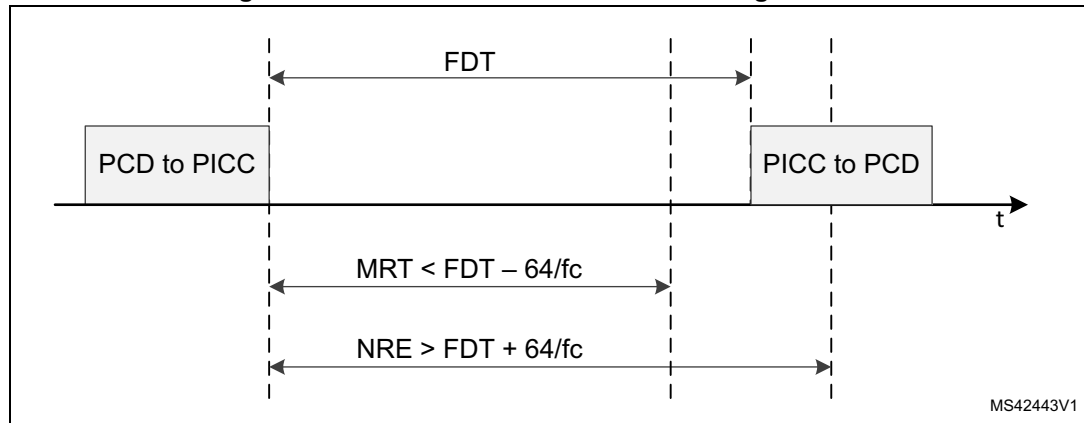 FDT
PCD to PICC
PICC to PCD
t
MRT < FDT – 64/fc
NRE > FDT + 64/fc
MS42443V1